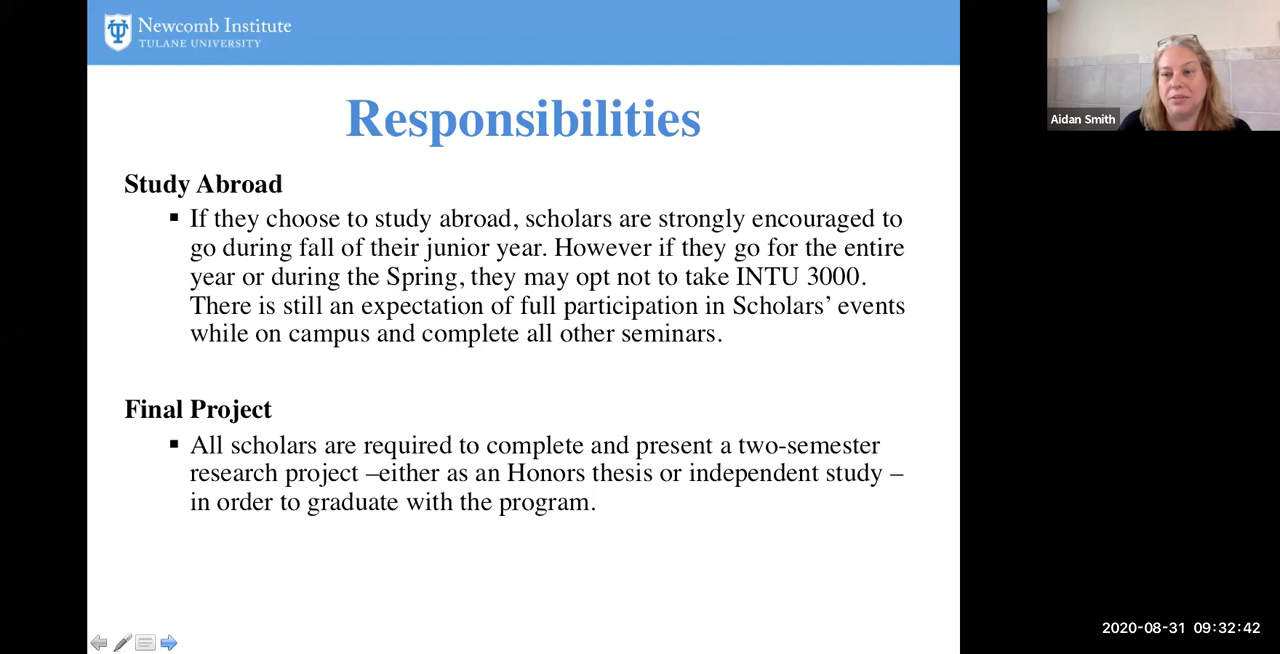 Newcomb Institute
TULANE UNIVERSITY
Responsibilities
Study Abroad
▪ If they choose to study abroad, scholars are strongly encouraged to
go during fall of their junior year. However if they go for the entire
year or during the Spring, they may opt not to take INTU 3000.
There is still an expectation of full participation in Scholars’ events
while on campus and complete all other seminars.
Final Project
▪ All scholars are required to complete and present a two-semester
research project –either as an Honors thesis or independent study –
in order to graduate with the program.
Aidan Smith
2020-08-31 09:32:42